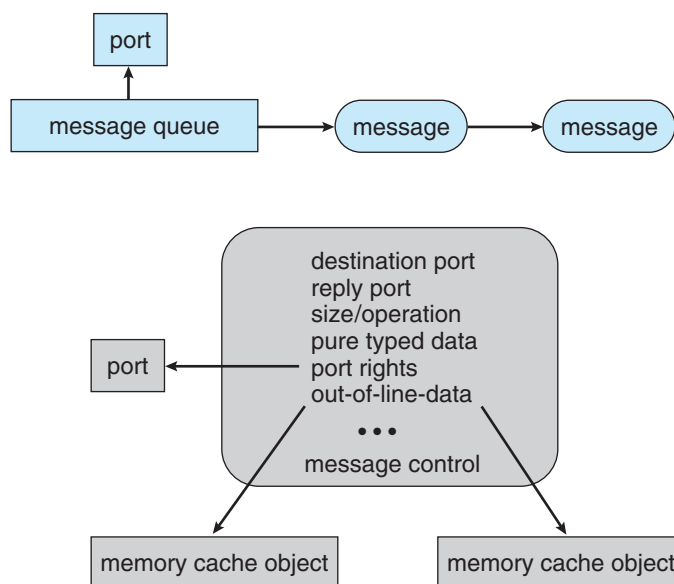 port
message queue
message
message
destination port
reply port
size/operation
pure typed data
port
port rights
out-of-line-data
•••
message control
memory cache object
memory cache object